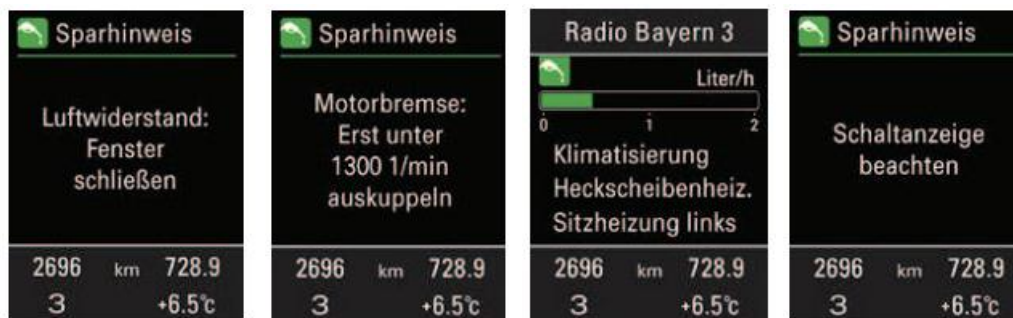 Sparhinweis
Luftwiderstand:
Fenster
schließen
2696 km 728.9
3 +6.5°C
Sparhinweis
Motorbremse:
Erst unter
1300 1/min
auskuppeln
2696 km 728.9
3 +6.5°C
Radio Bayern 3
Liter/h
0 1 2
Klimatisierung
Heckscheibenheiz.
Sitzheizung links
2696 km 728.9
3 +6.5°C
Sparhinweis
Schaltanzeige
beachten
2696 km 728.9
3 +6.5°C